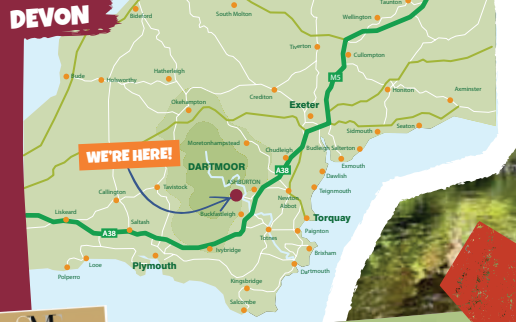 DEVON
Bideford
South Molton
Taunton
Wellington
Tiverton
Cullompton
M5
Bude
Holsworthy
Hatherleigh
Okehampton
Crediton
Honiton
Axminster
Exeter
Sidmouth
Seaton
Moretonhampstead
Chudleigh
Budleigh Salterton
WE'RE HERE!
DARTMOOR
Exmouth
A38
Dawlish
ASHBURTON
Tavistock
Teignmouth
Callington
Newton
Abbot
Liskeard
Buckfastleigh
Torquay
Saltash
A38
Totnes
Paignton
Ivybridge
Brixham
Looe
Plymouth
Dartmouth
Polperro
Kingsbridge
Salcombe